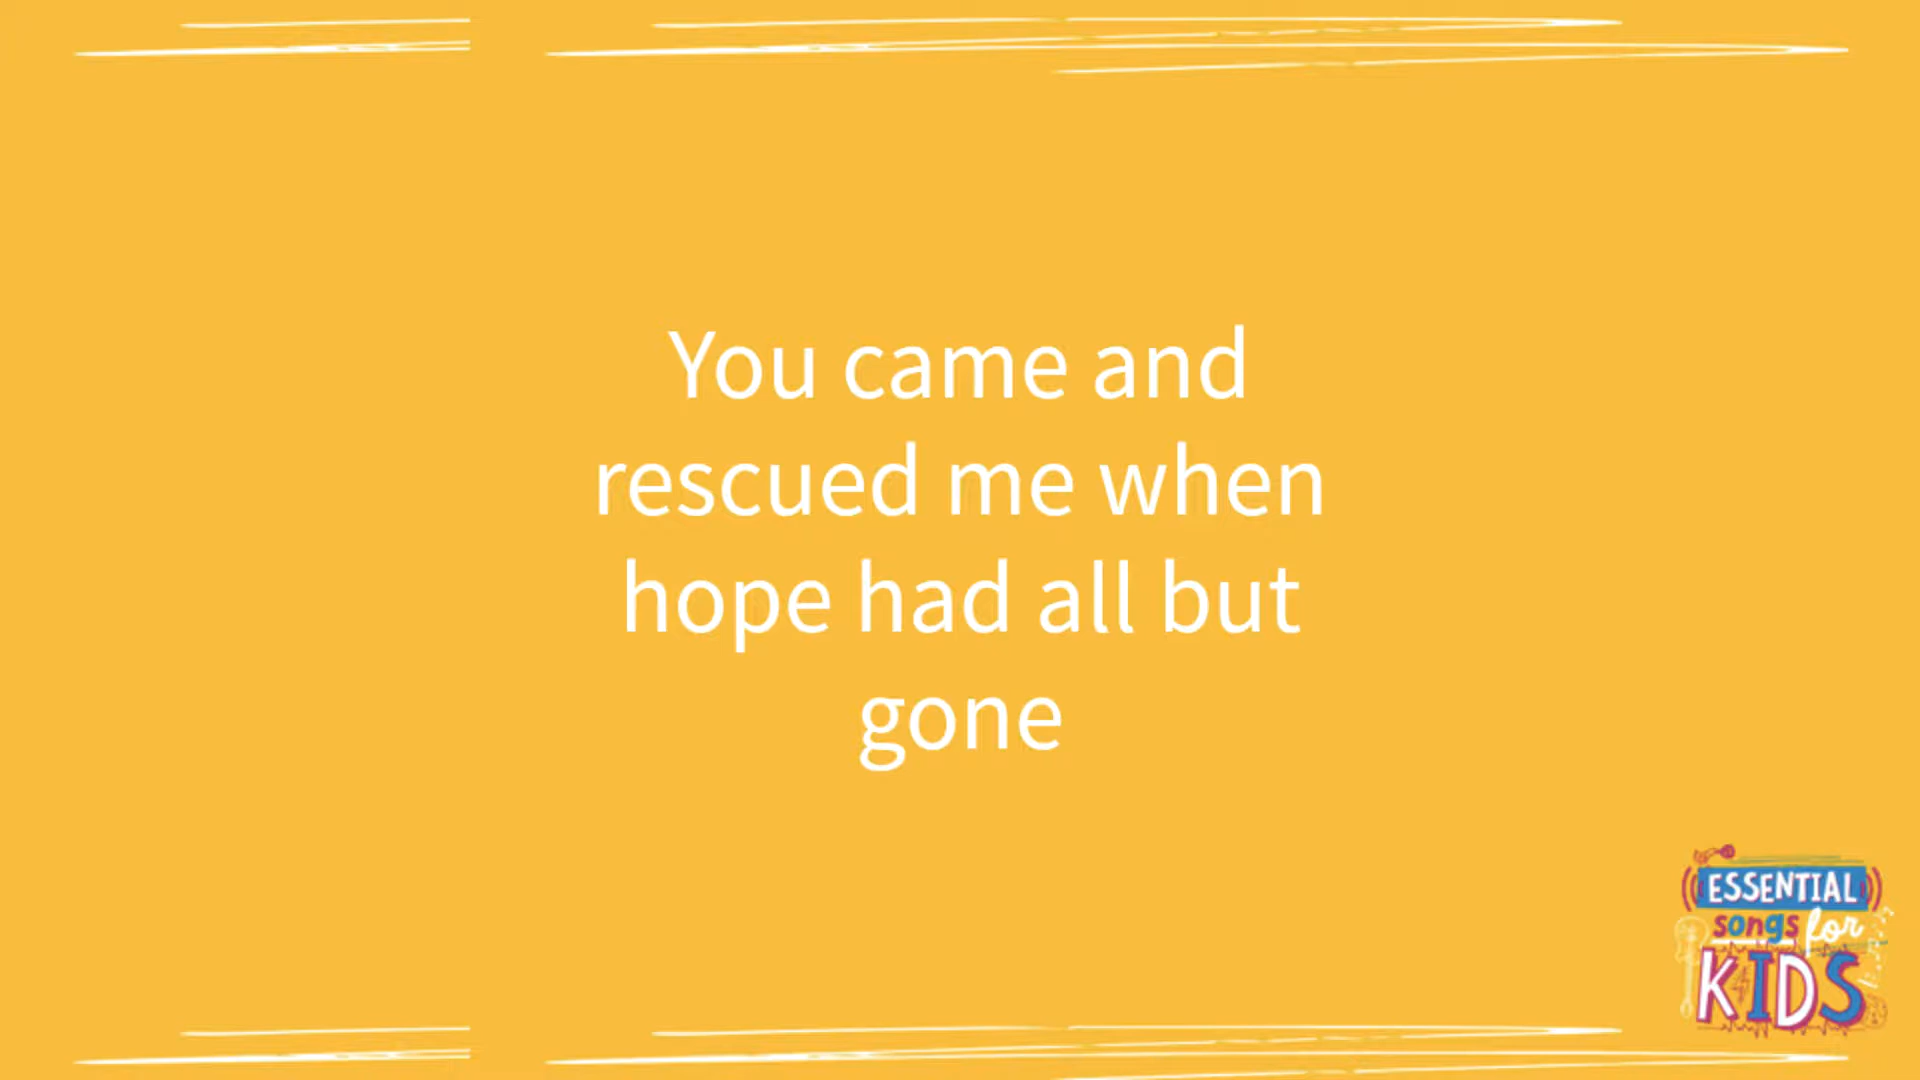 You came and
rescued me when
hope had all but
gone
ESSENTIAL
songs for
KIDS